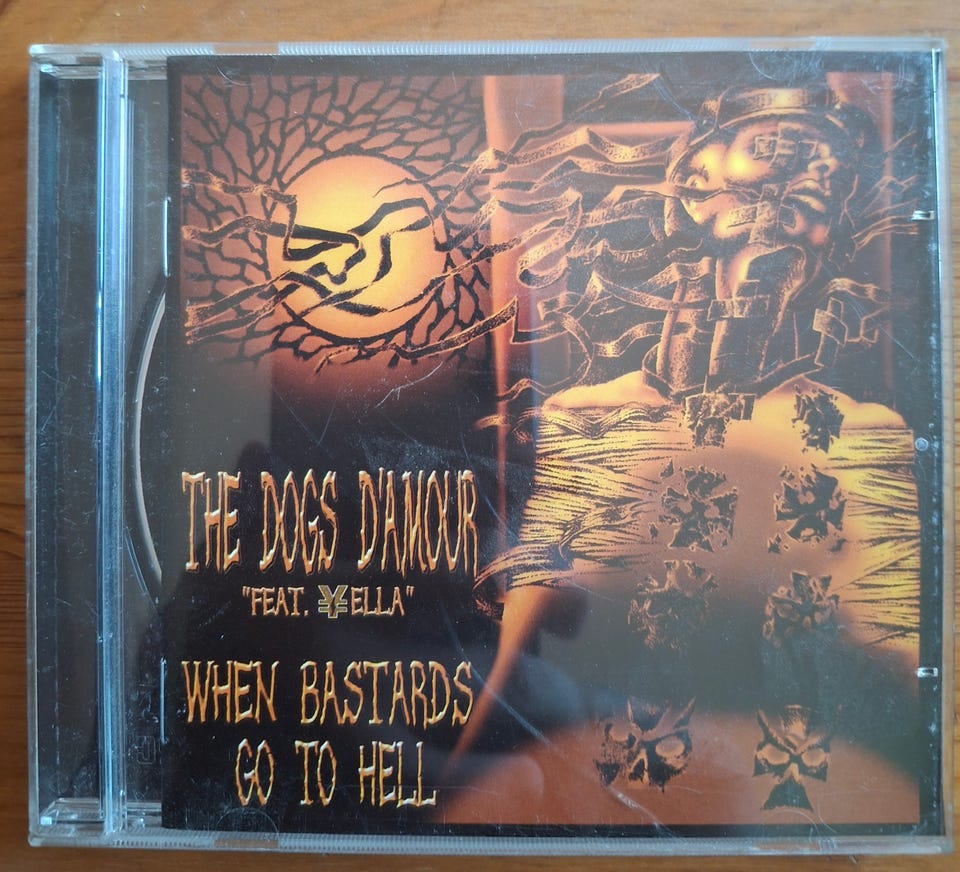 THE DOGS D'AMOUR
"FEAT. ¥ELLA"
WHEN BASTARDS
GO TO HELL